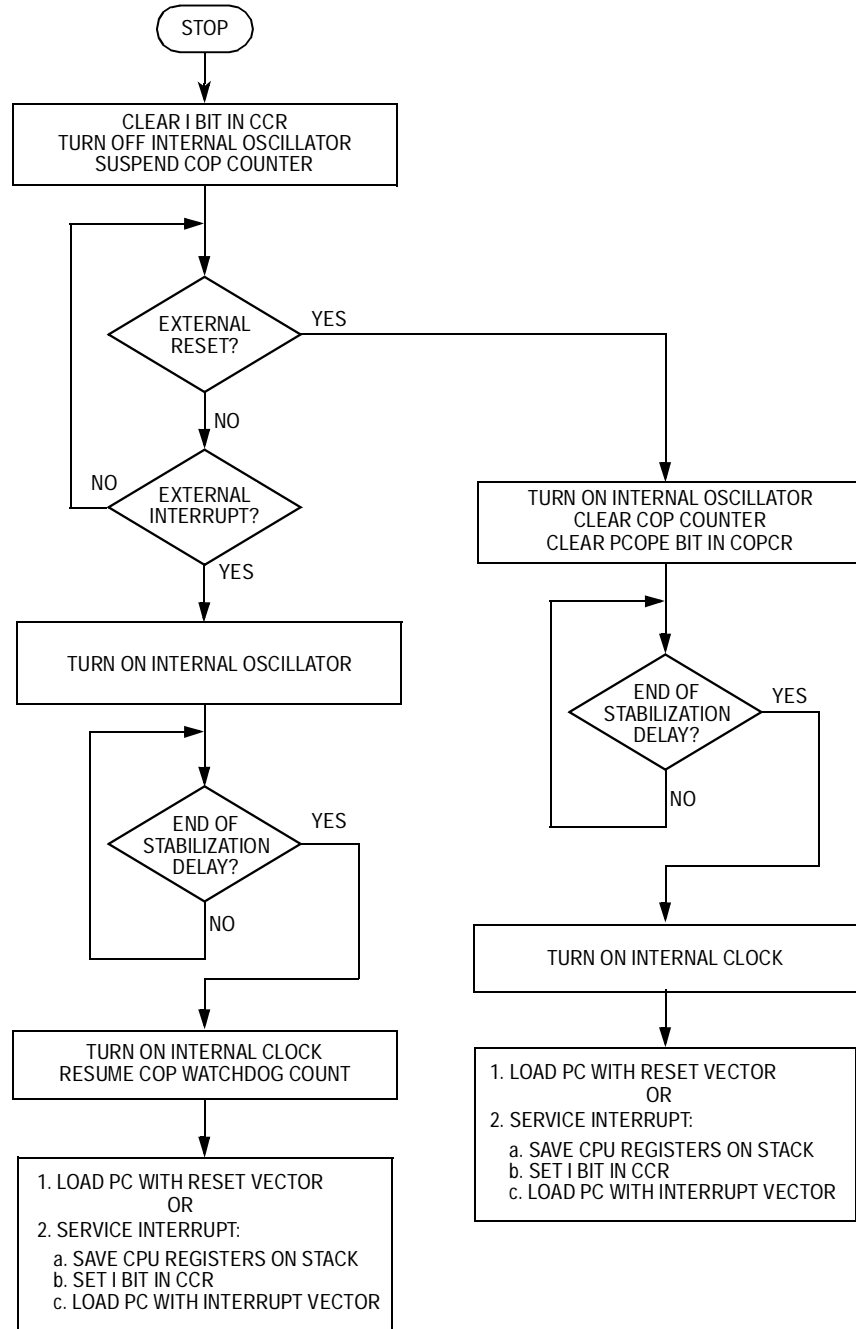 STOP
CLEAR I BIT IN CCR
TURN OFF INTERNAL OSCILLATOR
SUSPEND COP COUNTER
EXTERNAL
RESET?
YES
NO
EXTERNAL
INTERRUPT?
NO
YES
TURN ON INTERNAL OSCILLATOR
END OF
STABILIZATION
DELAY?
YES
NO
TURN ON INTERNAL CLOCK
RESUME COP WATCHDOG COUNT
1. LOAD PC WITH RESET VECTOR
OR
2. SERVICE INTERRUPT:
a. SAVE CPU REGISTERS ON STACK
b. SET I BIT IN CCR
c. LOAD PC WITH INTERRUPT VECTOR
TURN ON INTERNAL OSCILLATOR
CLEAR COP COUNTER
CLEAR PCOPE BIT IN COPCR
END OF
STABILIZATION
DELAY?
YES
NO
TURN ON INTERNAL CLOCK
1. LOAD PC WITH RESET VECTOR
OR
2. SERVICE INTERRUPT:
a. SAVE CPU REGISTERS ON STACK
b. SET I BIT IN CCR
c. LOAD PC WITH INTERRUPT VECTOR